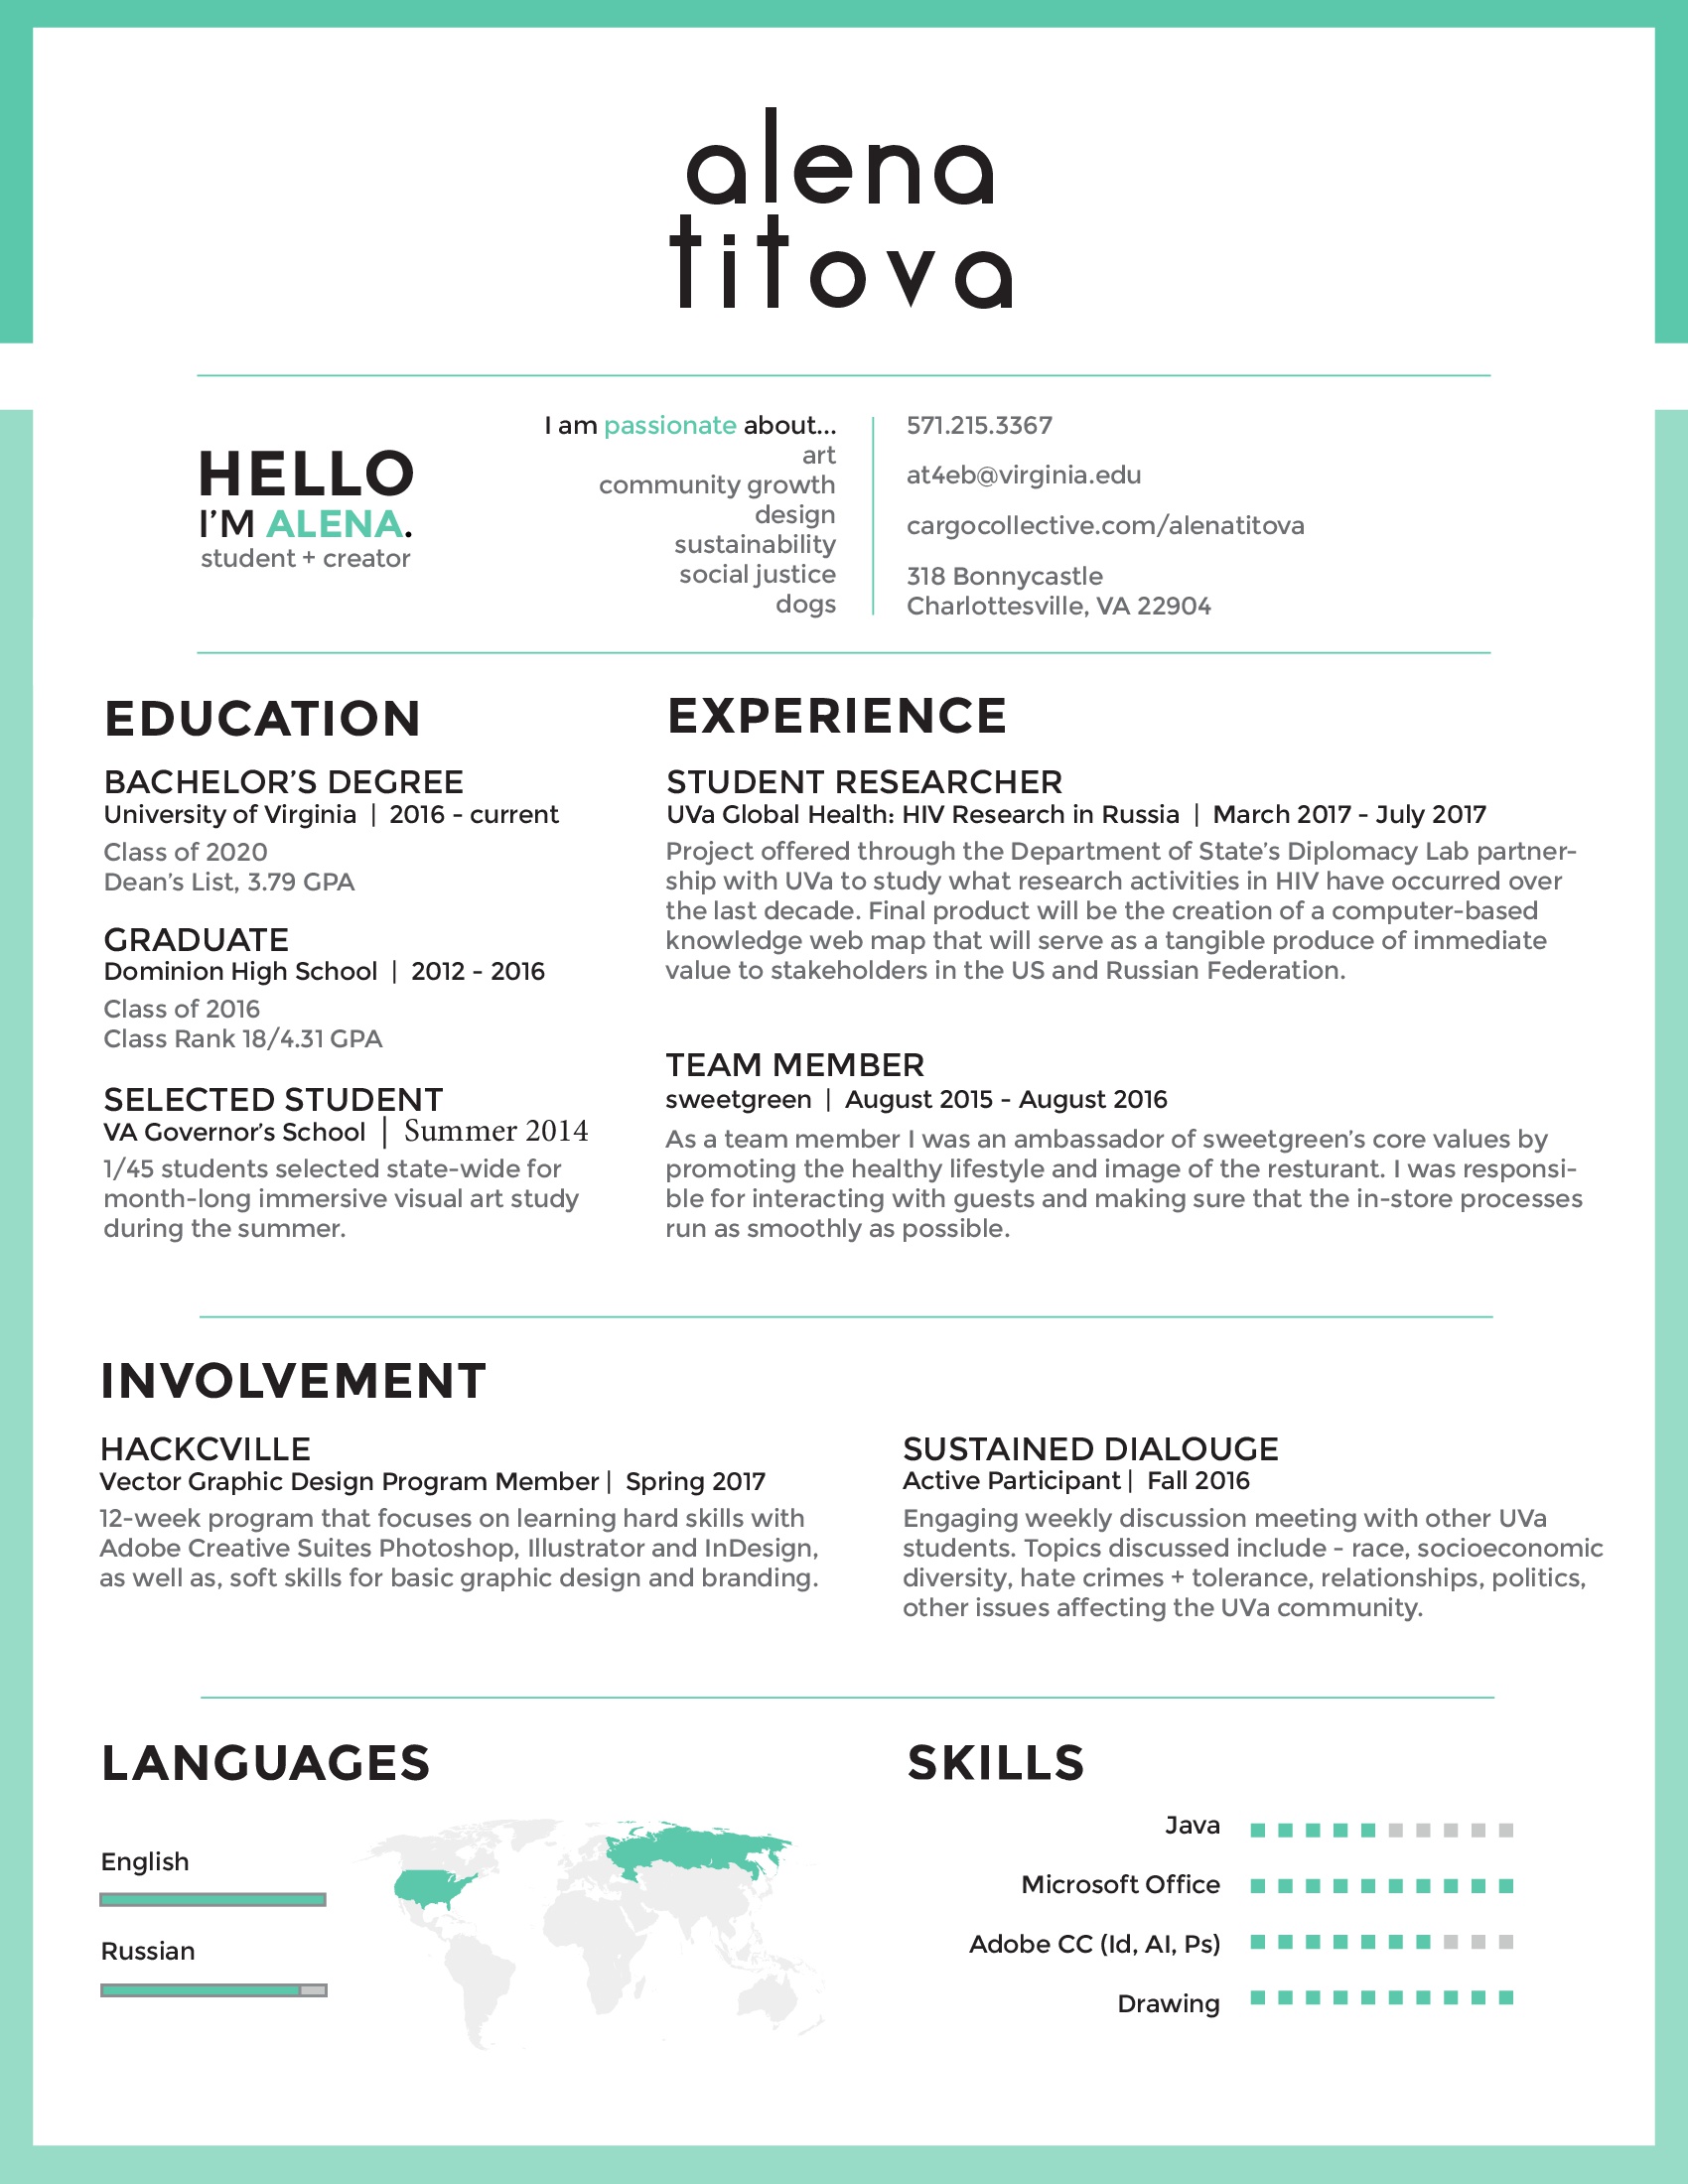 alena
titova
HELLO
I'M ALENA.
student + creator
I am passionate about...
art
community growth
design
sustainability
social justice
dogs
571.215.3367
at4eb@virginia.edu
cargocollective.com/alenatitova
318 Bonnycastle
Charlottesville, VA 22904
EDUCATION
BACHELOR'S DEGREE
University of Virginia | 2016 - current
Class of 2020
Dean's List, 3.79 GPA
GRADUATE
Dominion High School | 2012 - 2016
Class of 2016
Class Rank 18/4.31 GPA
SELECTED STUDENT
VA Governor's School | Summer 2014
1/45 students selected state-wide for
month-long immersive visual art study
during the summer.
EXPERIENCE
STUDENT RESEARCHER
UVa Global Health: HIV Research in Russia | March 2017 - July 2017
Project offered through the Department of State's Diplomacy Lab partner-
ship with UVa to study what research activities in HIV have occurred over
the last decade. Final product will be the creation of a computer-based
knowledge web map that will serve as a tangible produce of immediate
value to stakeholders in the US and Russian Federation.
TEAM MEMBER
sweetgreen | August 2015 - August 2016
As a team member I was an ambassador of sweetgreen's core values by
promoting the healthy lifestyle and image of the resturant. I was responsi-
ble for interacting with guests and making sure that the in-store processes
run as smoothly as possible.
INVOLVEMENT
HACKCVILLE
Vector Graphic Design Program Member | Spring 2017
12-week program that focuses on learning hard skills with
Adobe Creative Suites Photoshop, Illustrator and InDesign,
as well as, soft skills for basic graphic design and branding.
SUSTAINED DIALOUGE
Active Participant | Fall 2016
Engaging weekly discussion meeting with other UVa
students. Topics discussed include - race, socioeconomic
diversity, hate crimes + tolerance, relationships, politics,
other issues affecting the UVa community.
LANGUAGES
English
Russian
SKILLS
Java
Microsoft Office
Adobe CC (Id, AI, Ps)
Drawing